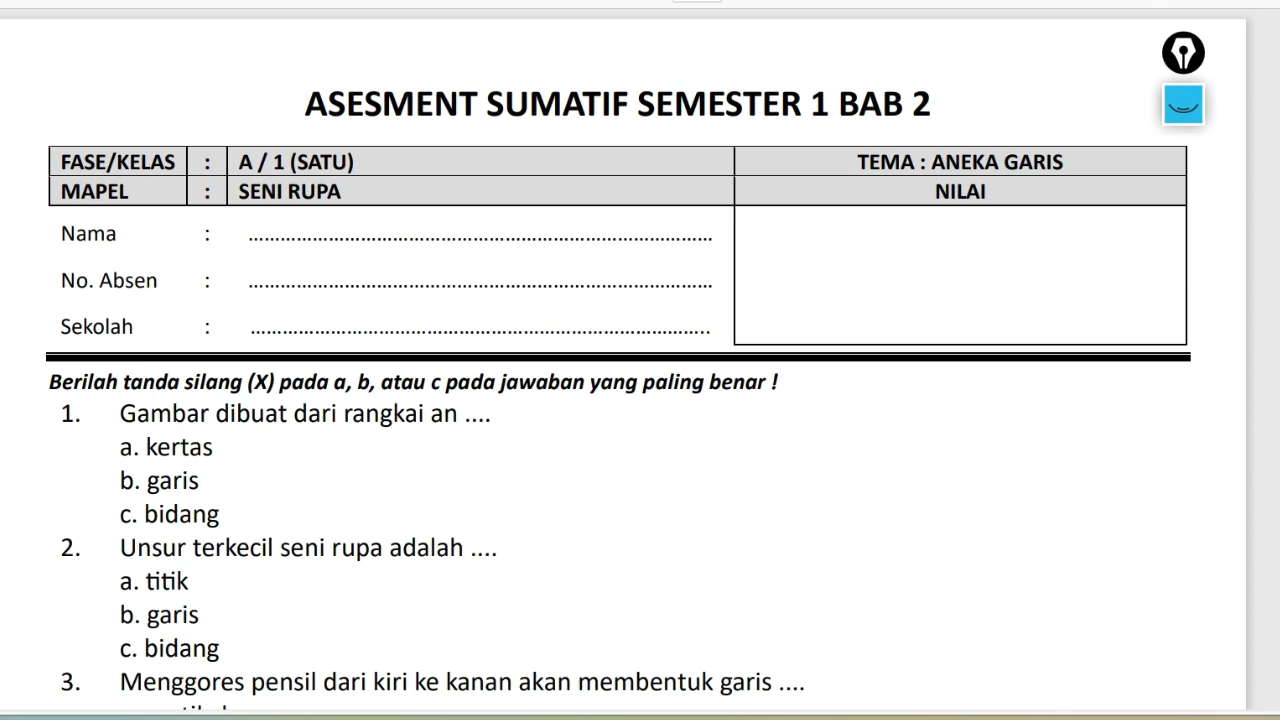 ASESMENT SUMATIF SEMESTER 1 BAB 2
FASE/KELAS : A / 1 (SATU) TEMA : ANEKA GARIS
MAPEL : SENI RUPA NILAI
Nama : ........................................................................................
No. Absen : ........................................................................................
Sekolah : ........................................................................................
Berilah tanda silang (X) pada a, b, atau c pada jawaban yang paling benar !
1. Gambar dibuat dari rangkai an ....
a. kertas
b. garis
c. bidang
2. Unsur terkecil seni rupa adalah ....
a. titik
b. garis
c. bidang
3. Menggores pensil dari kiri ke kanan akan membentuk garis ....